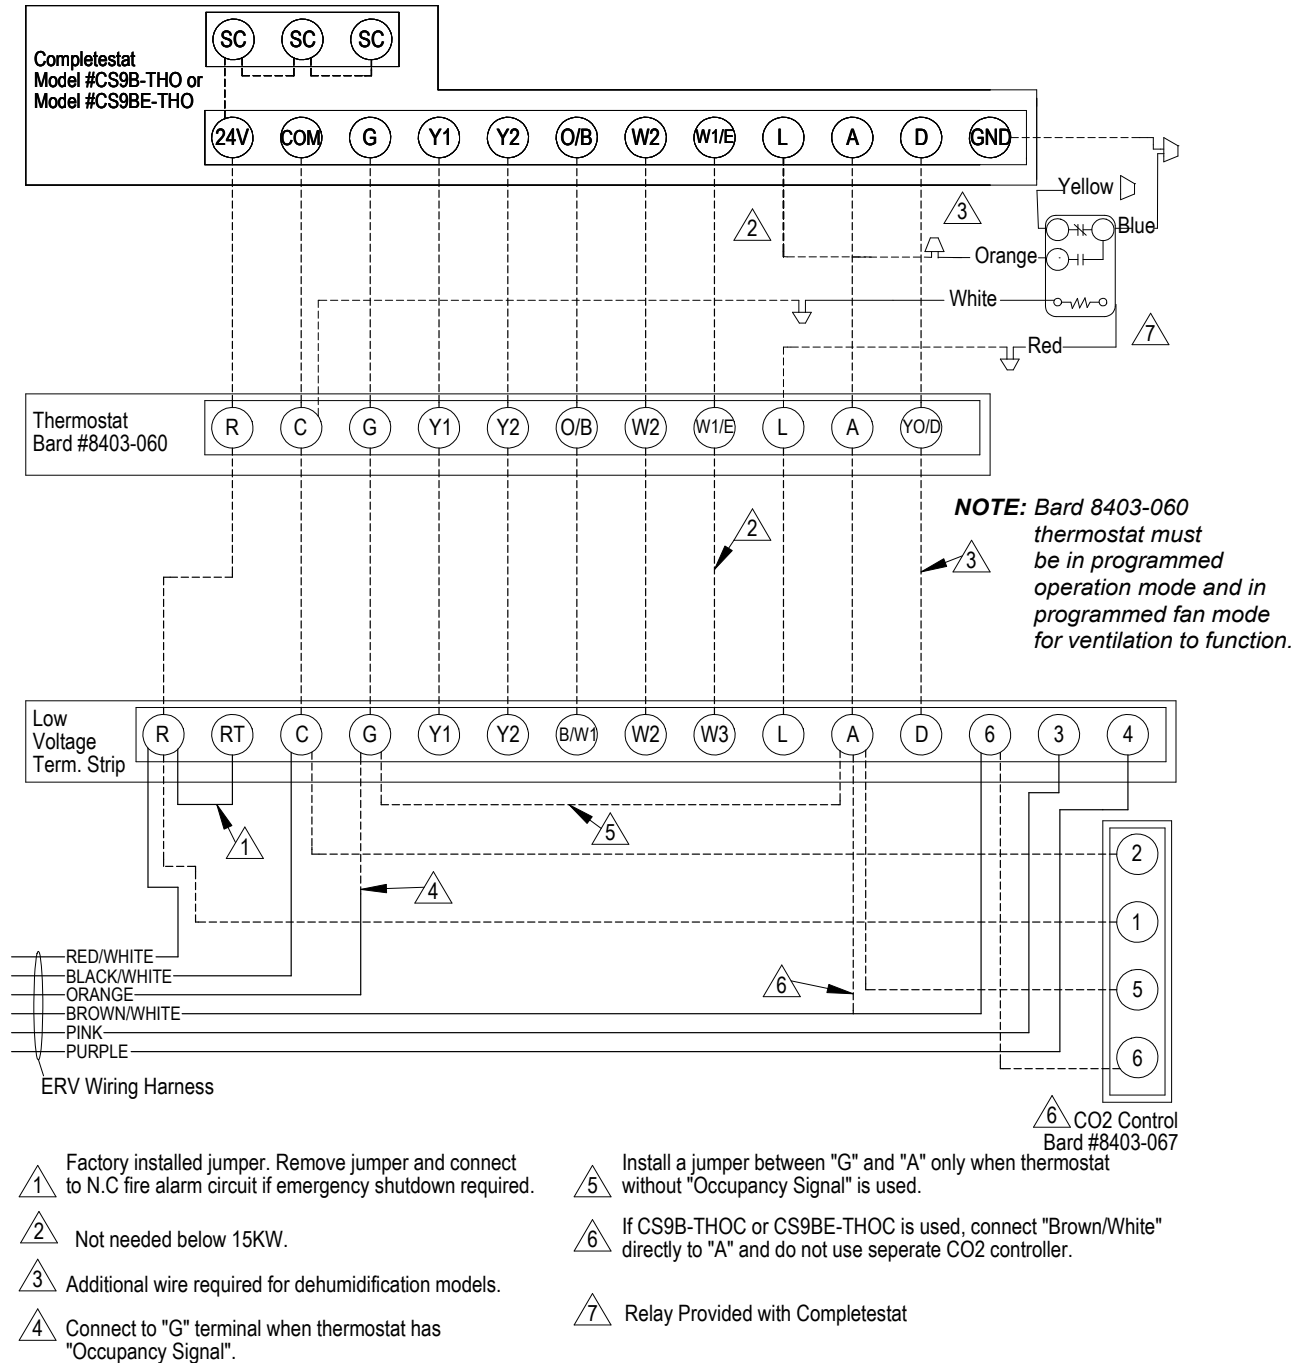 SC SC SC
Completestat
Model #CS9B-THO or
Model #CS9BE-THO
24V COM G Y1 Y2 O/B W2 W1/E L A D GND
Yellow
3
2
Blue
Orange
White
7
Red
Thermostat
Bard #8403-060
R C G Y1 Y2 O/B W2 W1/E L A YO/D
NOTE: Bard 8403-060
thermostat must
be in programmed
operation mode and in
programmed fan mode
for ventilation to function.
2
3
Low
Voltage
Term. Strip
R RT C G Y1 Y2 B/W1 W2 W3 L A D 6 3 4
1
5
2
4
1
RED/WHITE
BLACK/WHITE
ORANGE
BROWN/WHITE
PINK
PURPLE
6
5
6
ERV Wiring Harness
6 CO2 Control
Bard #8403-067
1 Factory installed jumper. Remove jumper and connect
to N.C fire alarm circuit if emergency shutdown required.
2 Not needed below 15KW.
3 Additional wire required for dehumidification models.
4 Connect to "G" terminal when thermostat has
"Occupancy Signal".
5 Install a jumper between "G" and "A" only when thermostat
without "Occupancy Signal" is used.
6 If CS9B-THOC or CS9BE-THOC is used, connect "Brown/White"
directly to "A" and do not use seperate CO2 controller.
7 Relay Provided with Completestat